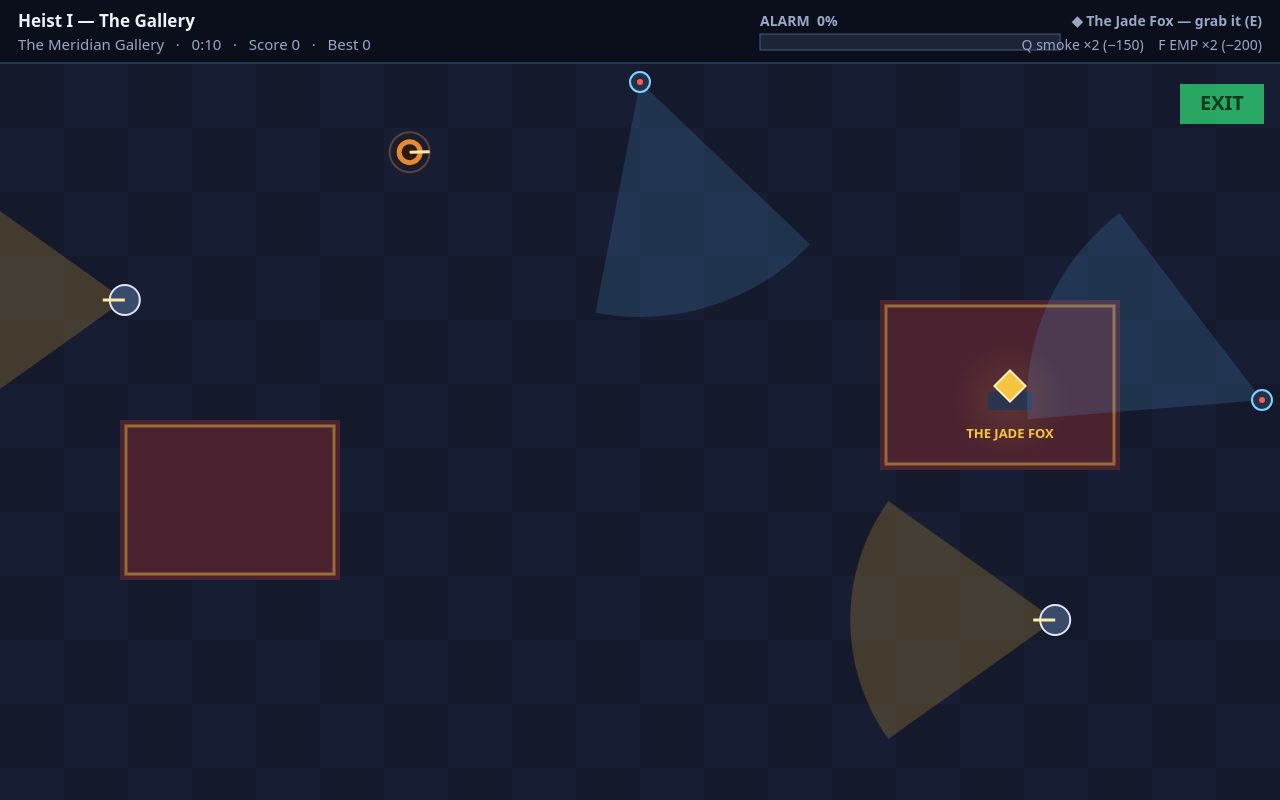 Heist I — The Gallery
The Meridian Gallery · 0:10 · Score 0 · Best 0
ALARM 0%
◆ The Jade Fox — grab it (E)
Q smoke ×2 (−150) F EMP ×2 (−200)
EXIT
THE JADE FOX